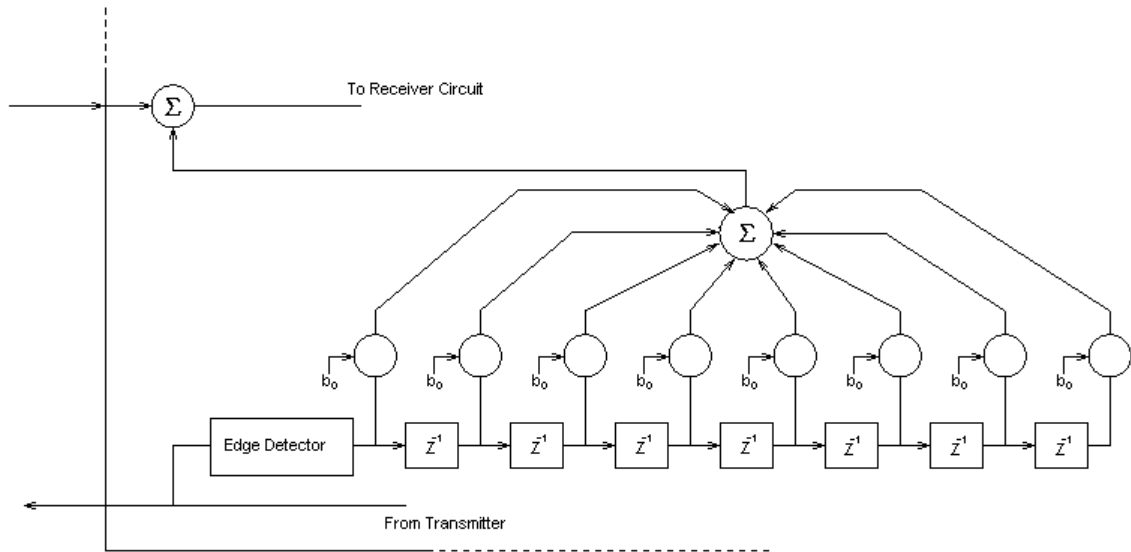 To Receiver Circuit
Σ
Σ
b₀ b₀ b₀ b₀ b₀ b₀ b₀ b₀
Edge Detector
Z⁻¹ Z⁻¹ Z⁻¹ Z⁻¹ Z⁻¹ Z⁻¹ Z⁻¹
From Transmitter